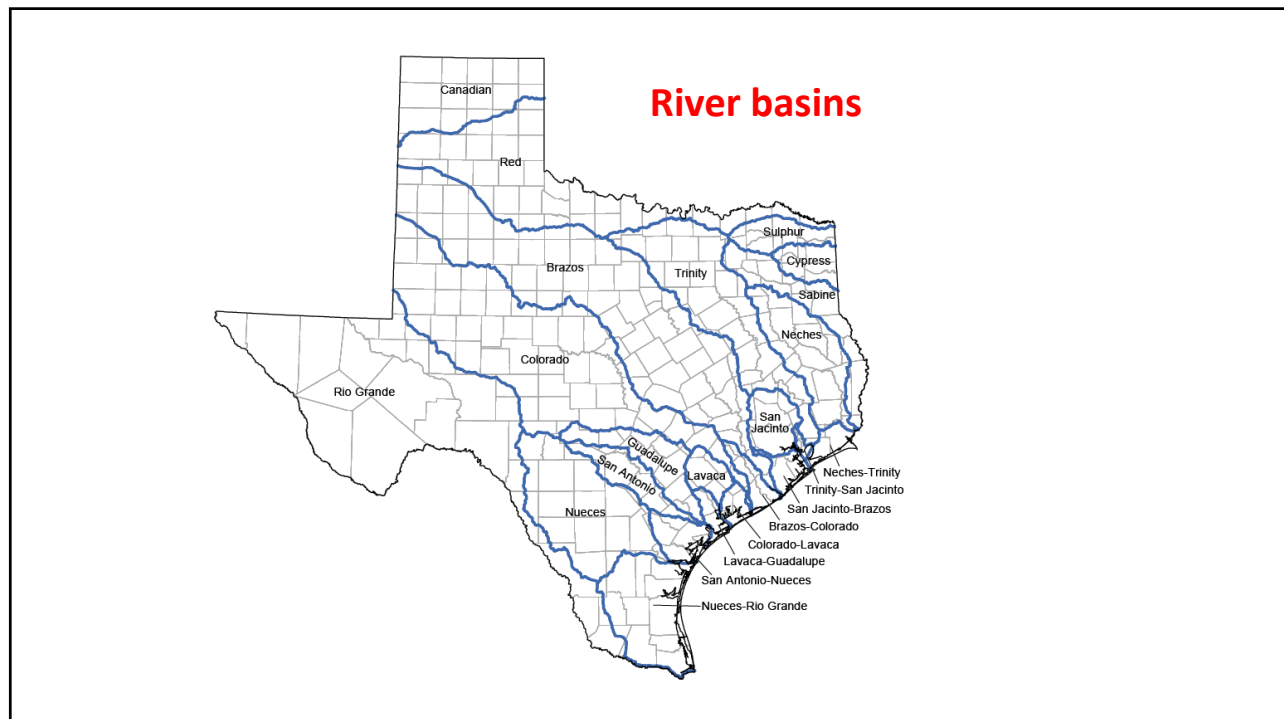 River basins
Canadian
Red
Sulphur
Cypress
Brazos
Trinity
Sabine
Neches
Colorado
Rio Grande
San
Jacinto
Guadalupe
San Antonio
Lavaca
Nueces
Neches-Trinity
Trinity-San Jacinto
San Jacinto-Brazos
Brazos-Colorado
Colorado-Lavaca
Lavaca-Guadalupe
San Antonio-Nueces
Nueces-Rio Grande